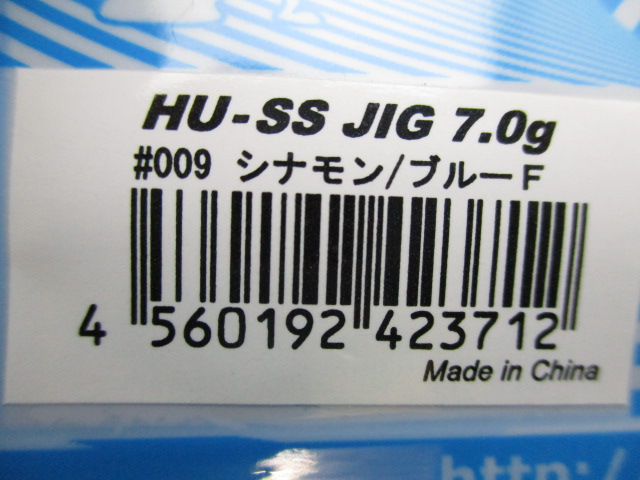 HU-SS JIG 7.0g
#009 シナモン/ブルーF
4 560192 423712
Made in China
http:/